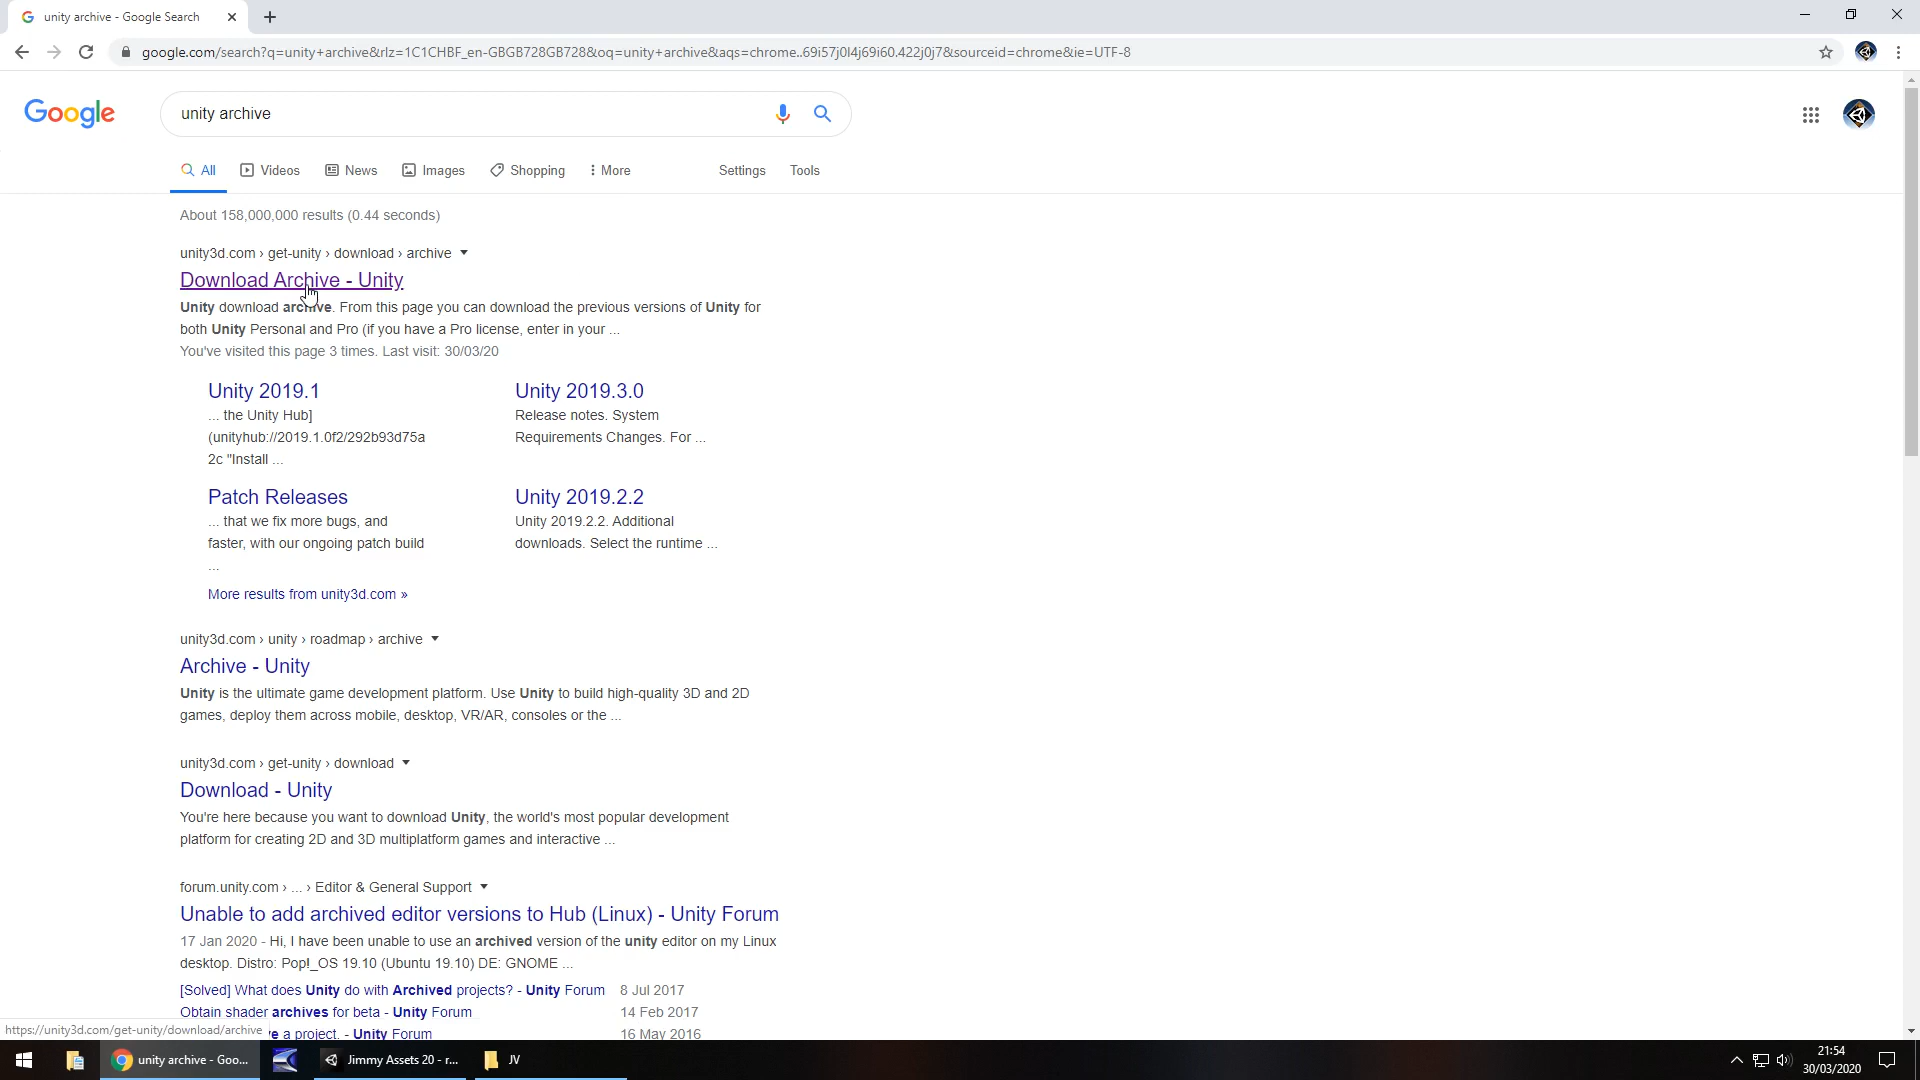 unity archive - Google Search
google.com/search?q=unity+archive&rlz=1C1CHBF_en-GBGB728GB728&oq=unity+archive&aqs=chrome..69i57j0l4j69i60.422j0j7&sourceid=chrome&ie=UTF-8
Google
unity archive
All Videos News Images Shopping More Settings Tools
About 158,000,000 results (0.44 seconds)
unity3d.com › get-unity › download › archive
Download Archive - Unity
Unity download archive. From this page you can download the previous versions of Unity for
both Unity Personal and Pro (if you have a Pro license, enter in your ...
You've visited this page 3 times. Last visit: 30/03/20
Unity 2019.1
... the Unity Hub]
(unityhub://2019.1.0f2/292b93d75a
2c "Install ...
Unity 2019.3.0
Release notes. System
Requirements Changes. For ...
Patch Releases
... that we fix more bugs, and
faster, with our ongoing patch build
...
Unity 2019.2.2
Unity 2019.2.2. Additional
downloads. Select the runtime ...
More results from unity3d.com »
unity3d.com › unity › roadmap › archive
Archive - Unity
Unity is the ultimate game development platform. Use Unity to build high-quality 3D and 2D
games, deploy them across mobile, desktop, VR/AR, consoles or the ...
unity3d.com › get-unity › download
Download - Unity
You're here because you want to download Unity, the world's most popular development
platform for creating 2D and 3D multiplatform games and interactive ...
forum.unity.com › ... › Editor & General Support
Unable to add archived editor versions to Hub (Linux) - Unity Forum
17 Jan 2020 - Hi, I have been unable to use an archived version of the unity editor on my Linux
desktop. Distro: Pop!_OS 19.10 (Ubuntu 19.10) DE: GNOME ...
[Solved] What does Unity do with Archived projects? - Unity Forum 8 Jul 2017
Obtain shader archives for beta - Unity Forum 14 Feb 2017
e a project. - Unity Forum 16 May 2016
https://unity3d.com/get-unity/download/archive
unity archive - Goo...
Jimmy Assets 20 - r...
JV
21:54
30/03/2020